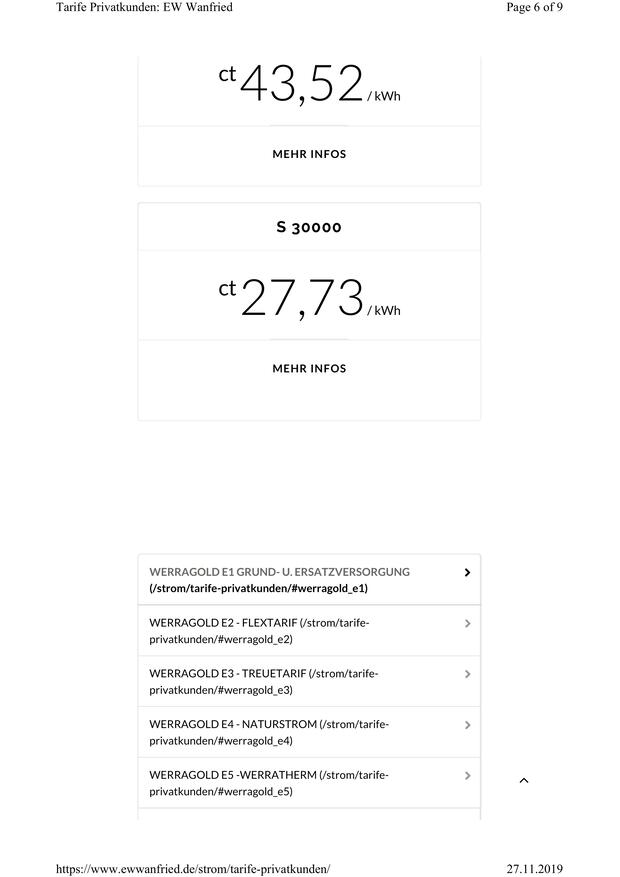 Tarife Privatkunden: EW Wanfried
Page 6 of 9
ct 43,52 / kWh
MEHR INFOS
S 30000
ct 27,73 / kWh
MEHR INFOS
WERRAGOLD E1 GRUND- U. ERSATZVERSORGUNG
(/strom/tarife-privatkunden/#werragold_e1)
WERRAGOLD E2 - FLEXTARIF (/strom/tarife-
privatkunden/#werragold_e2)
WERRAGOLD E3 - TREUETARIF (/strom/tarife-
privatkunden/#werragold_e3)
WERRAGOLD E4 - NATURSTROM (/strom/tarife-
privatkunden/#werragold_e4)
WERRAGOLD E5 -WERRATHERM (/strom/tarife-
privatkunden/#werragold_e5)
https://www.ewwanfried.de/strom/tarife-privatkunden/
27.11.2019